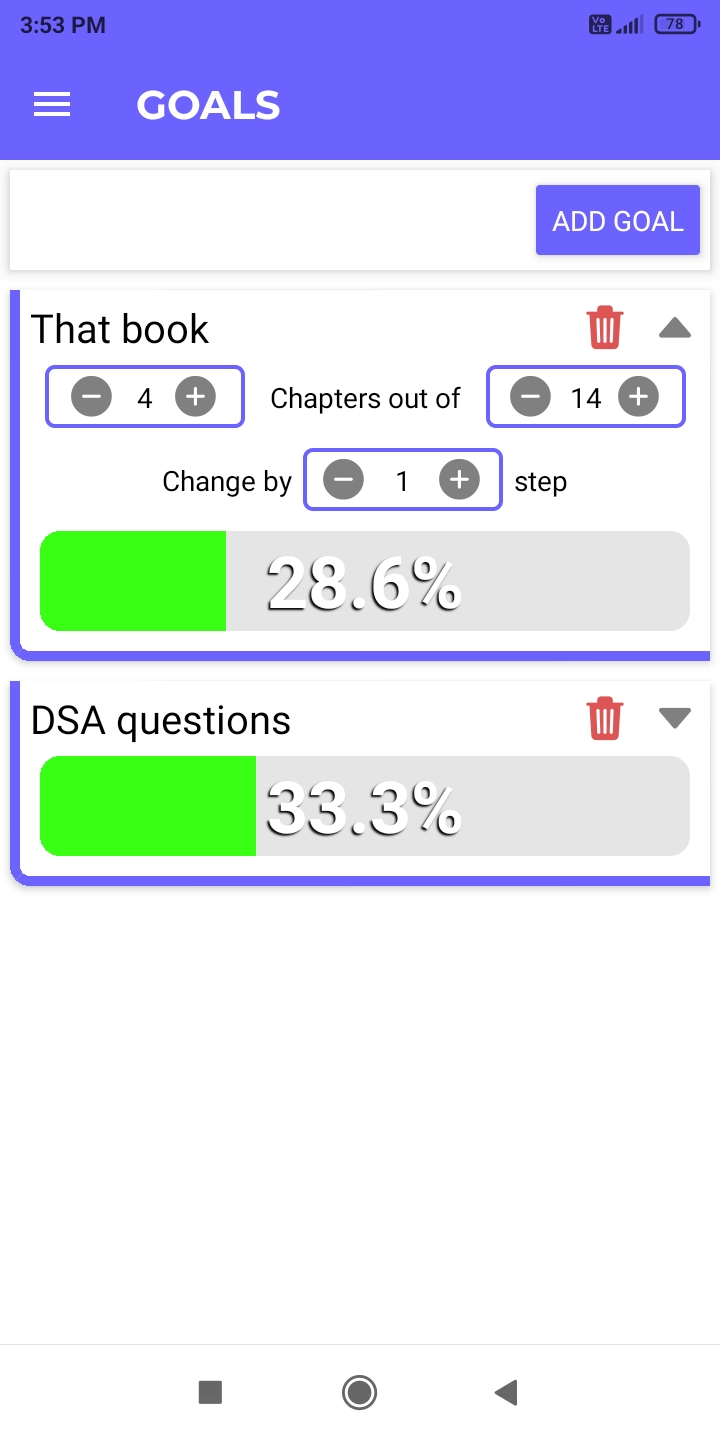 3:53 PM
Vo LTE
78
GOALS
ADD GOAL
That book
4 Chapters out of 14
Change by 1 step
28.6%
DSA questions
33.3%